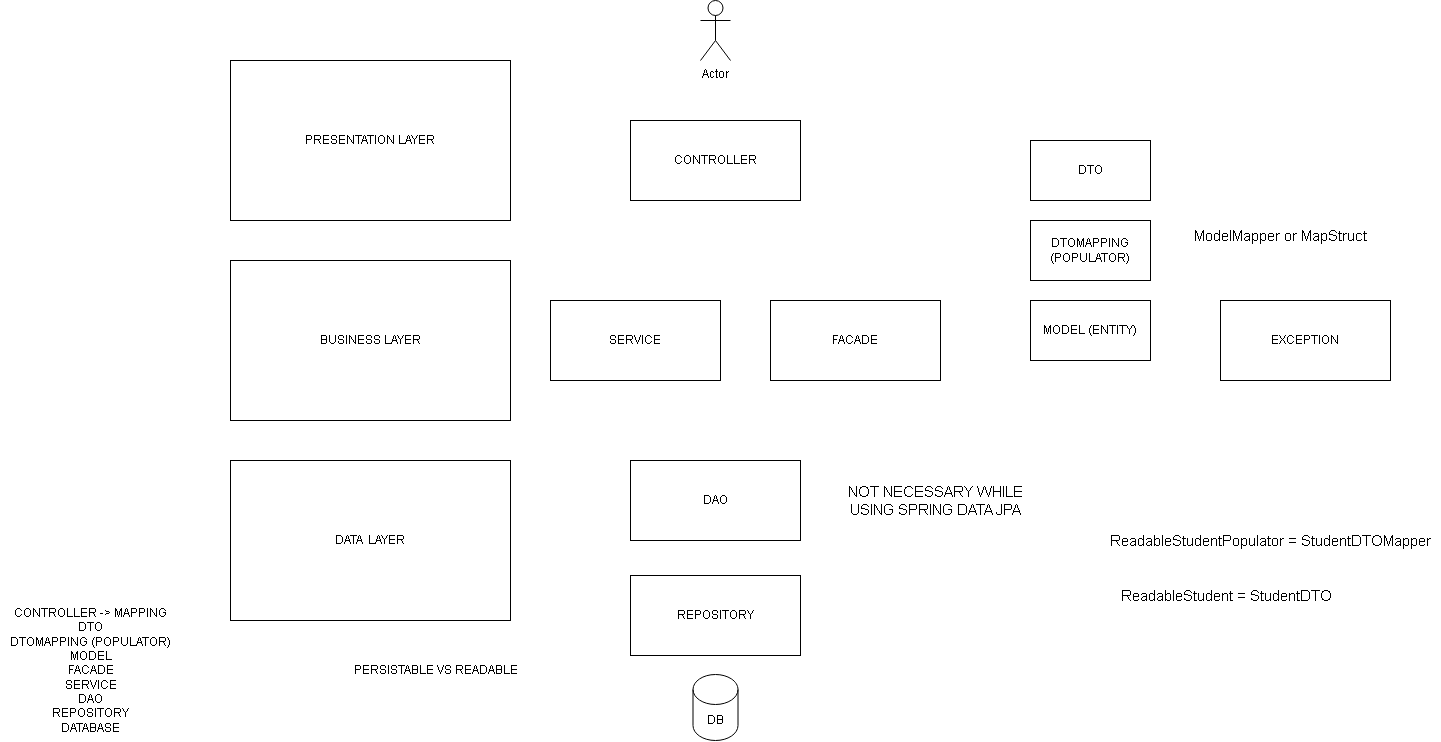 Actor
PRESENTATION LAYER
CONTROLLER
DTO
DTOMAPPING
(POPULATOR)
ModelMapper or MapStruct
BUSINESS LAYER
SERVICE
FACADE
MODEL (ENTITY)
EXCEPTION
DATA LAYER
DAO
NOT NECESSARY WHILE
USING SPRING DATA JPA
ReadableStudentPopulator = StudentDTOMapper
ReadableStudent = StudentDTO
REPOSITORY
CONTROLLER -> MAPPING
DTO
DTOMAPPING (POPULATOR)
MODEL
FACADE
SERVICE
DAO
REPOSITORY
DATABASE
PERSISTABLE VS READABLE
DB